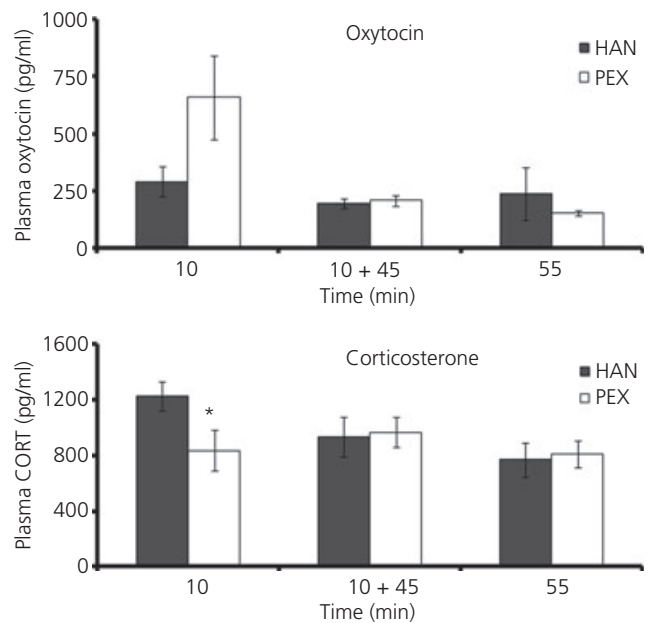 Oxytocin
HAN
PEX
Plasma oxytocin (pg/ml)
1000
750
500
250
0
10
10 + 45
55
Time (min)
Corticosterone
HAN
PEX
Plasma CORT (pg/ml)
1600
1200
800
400
0
*
10
10 + 45
55
Time (min)